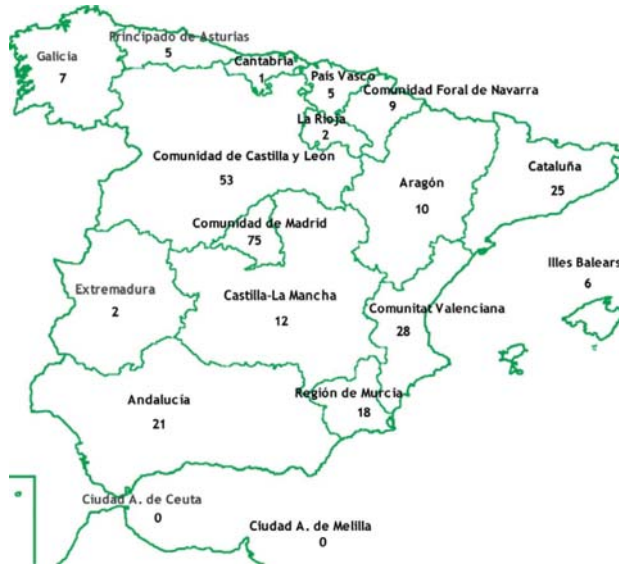 Principado de Asturias
5
Galicia
7
Cantabria
1
País Vasco
5
Comunidad Foral de Navarra
9
La Rioja
2
Comunidad de Castilla y León
53
Aragón
10
Cataluña
25
Comunidad de Madrid
75
Illes Balears
6
Extremadura
2
Castilla-La Mancha
12
Comunitat Valenciana
28
Andalucía
21
Región de Murcia
18
Ciudad A. de Ceuta
0
Ciudad A. de Melilla
0